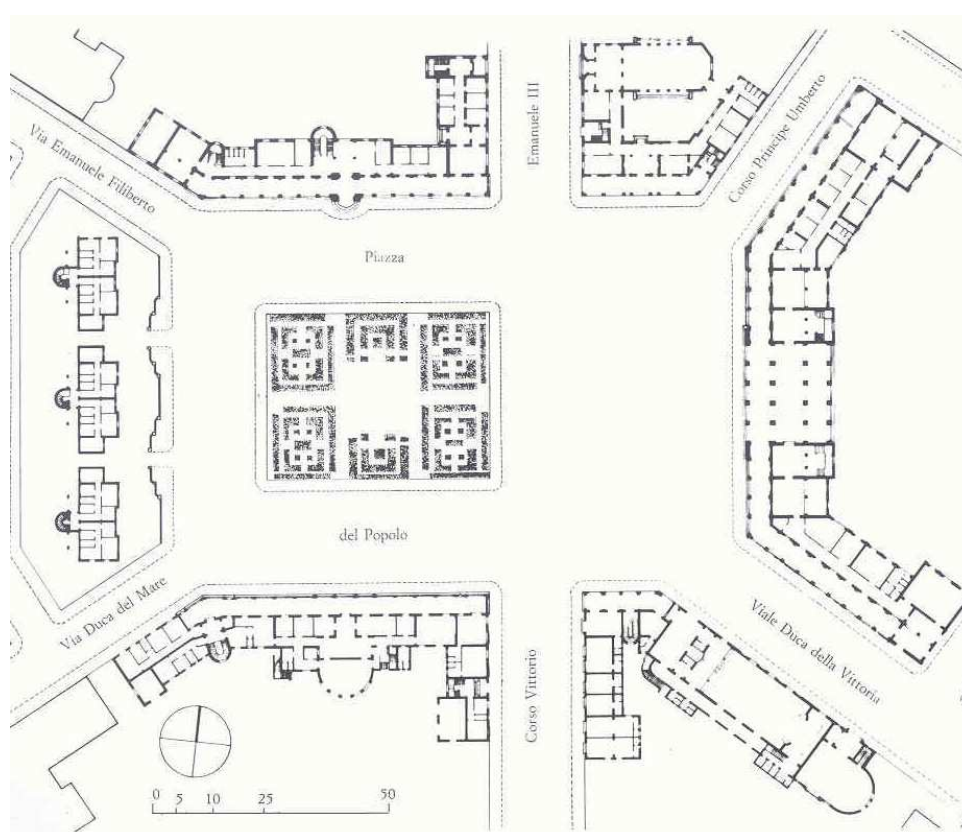 Emanuele III
Corso Principe Umberto
Via Emanuele Filiberto
Piazza
del Popolo
Via Duca del Mare
Viale Duca della Vittoria
Corso Vittorio
0 5 10 25 50